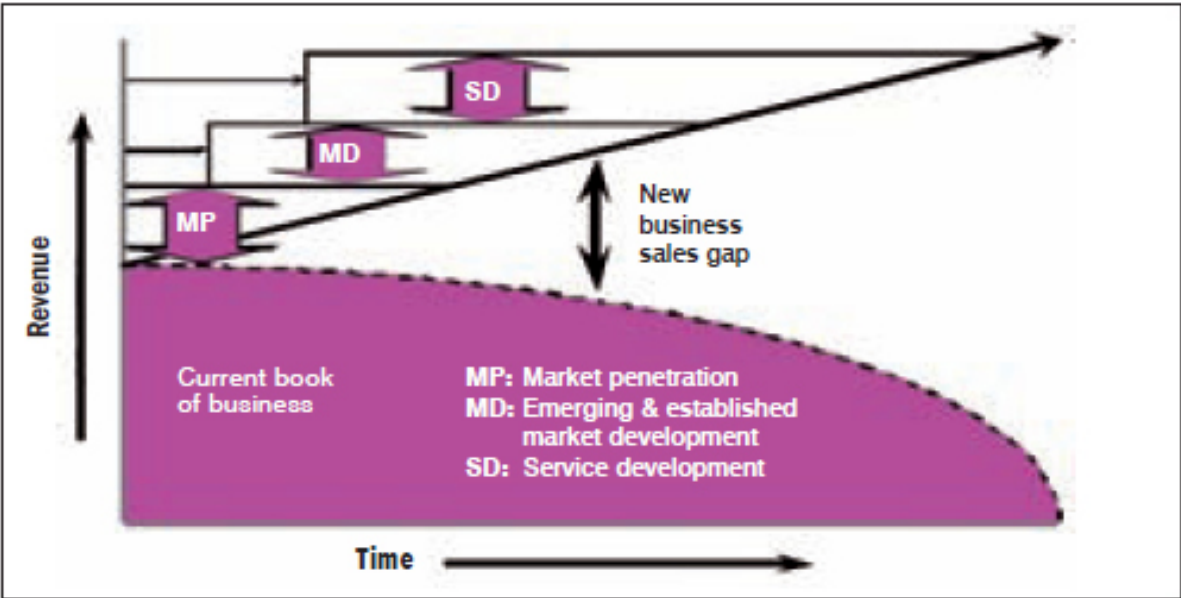 SD
MD
MP
New
business
sales gap
Revenue
Current book
of business
MP: Market penetration
MD: Emerging & established
market development
SD: Service development
Time